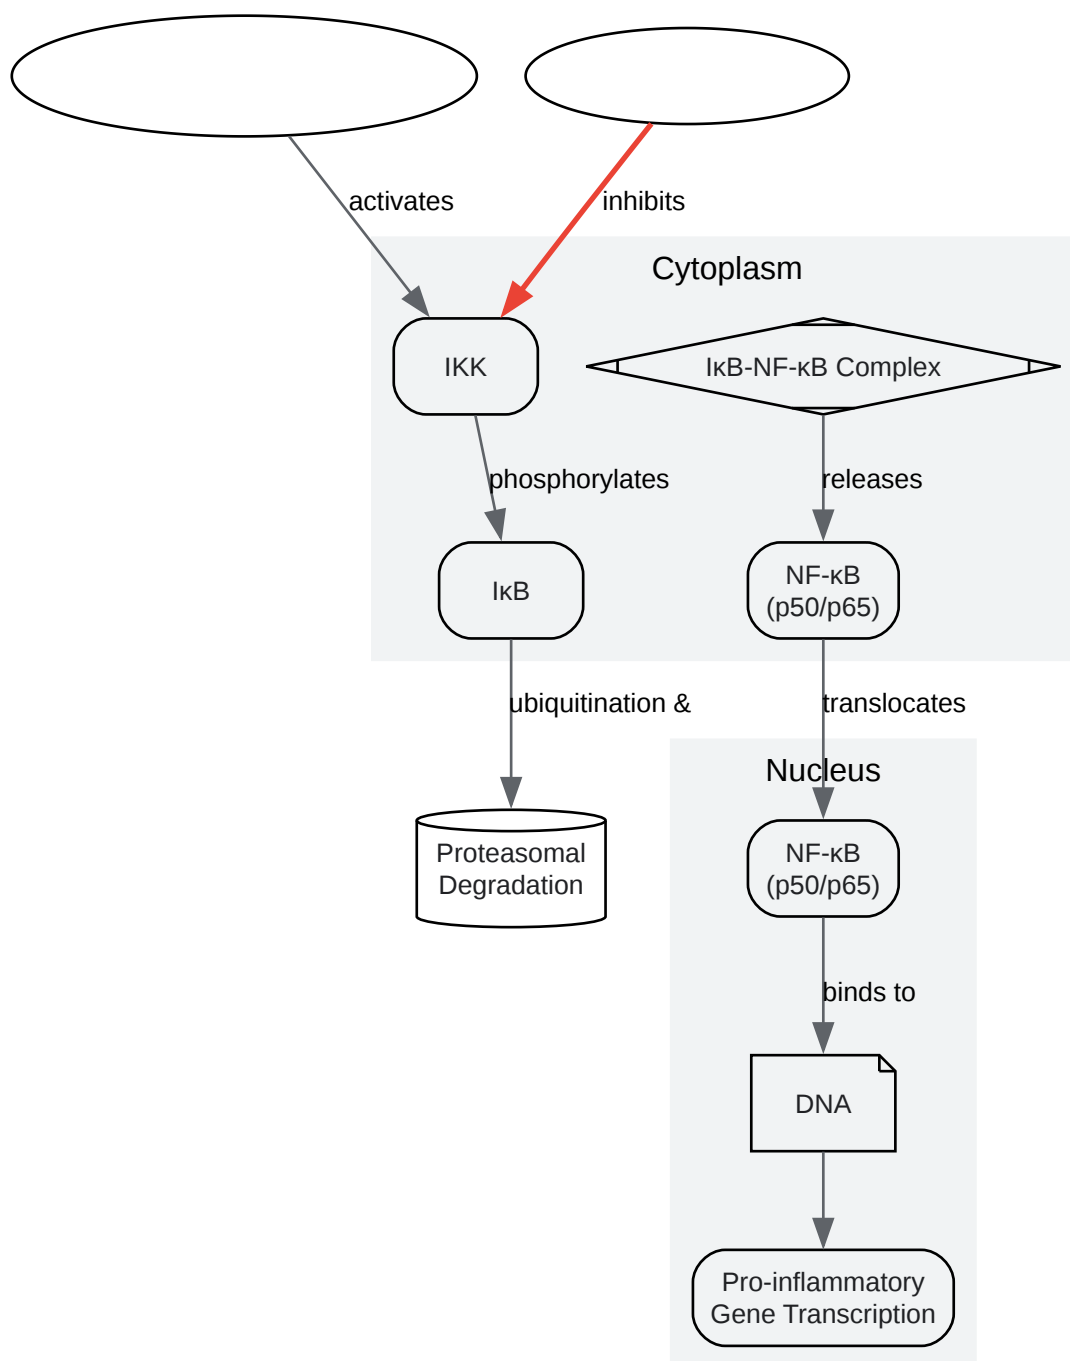 activates
inhibits
Cytoplasm
IKK
IκB-NF-κB Complex
phosphorylates
releases
IκB
NF-κB
(p50/p65)
ubiquitination &
translocates
Nucleus
Proteasomal
Degradation
NF-κB
(p50/p65)
binds to
DNA
Pro-inflammatory
Gene Transcription